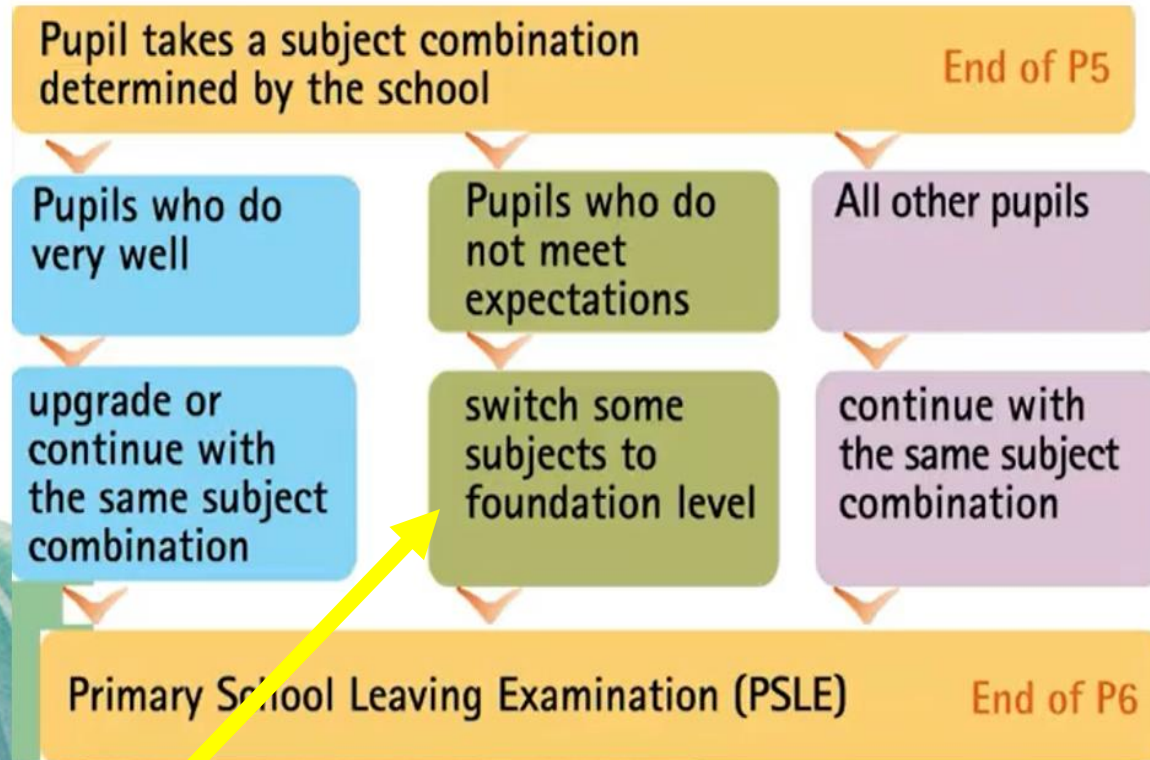 Pupil takes a subject combination
determined by the school
End of P5
Pupils who do
very well
Pupils who do
not meet
expectations
All other pupils
upgrade or
continue with
the same subject
combination
switch some
subjects to
foundation level
continue with
the same subject
combination
Primary School Leaving Examination (PSLE)
End of P6